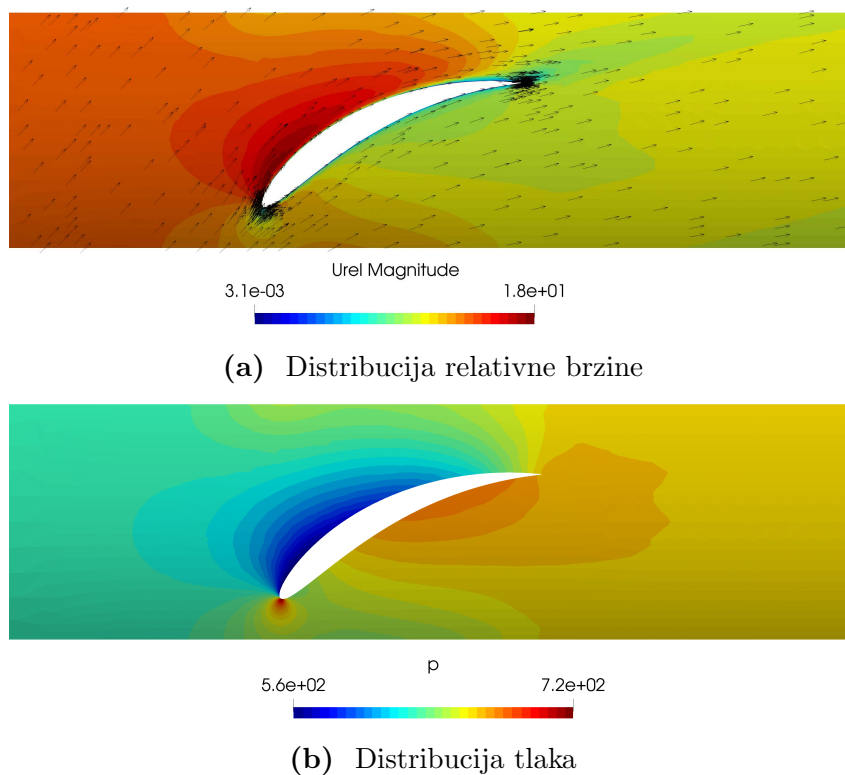 Urel Magnitude
3.1e-03 1.8e+01
(a) Distribucija relativne brzine
p
5.6e+02 7.2e+02
(b) Distribucija tlaka